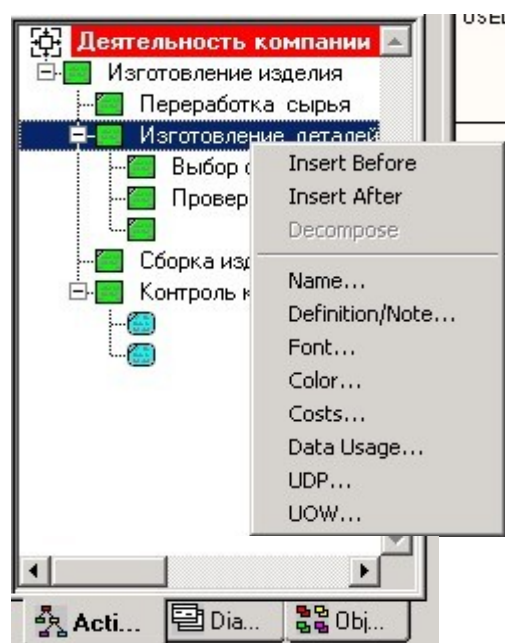 USED
Деятельность компании
Изготовление изделия
Переработка сырья
Изготовление деталей
Выбор
Провер
Сборка изд
Контроль к
Insert Before
Insert After
Decompose
Name...
Definition/Note...
Font...
Color...
Costs...
Data Usage...
UDP...
UOW...
Acti...
Dia...
Obj...